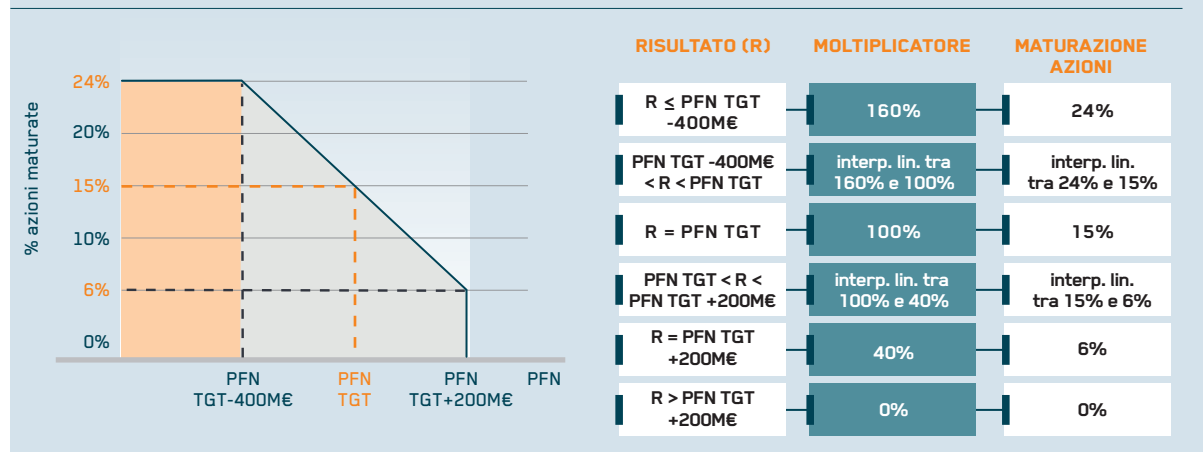 % azioni maturate
24%
20%
15%
10%
6%
0%
PFN
TGT-400M€
PFN
TGT
PFN
TGT+200M€
PFN
RISULTATO (R)
MOLTIPLICATORE
MATURAZIONE
AZIONI
R ≤ PFN TGT
-400M€
160%
24%
PFN TGT -400M€
< R < PFN TGT
interp. lin. tra
160% e 100%
interp. lin.
tra 24% e 15%
R = PFN TGT
100%
15%
PFN TGT < R <
PFN TGT +200M€
interp. lin. tra
100% e 40%
interp. lin.
tra 15% e 6%
R = PFN TGT
+200M€
40%
6%
R > PFN TGT
+200M€
0%
0%